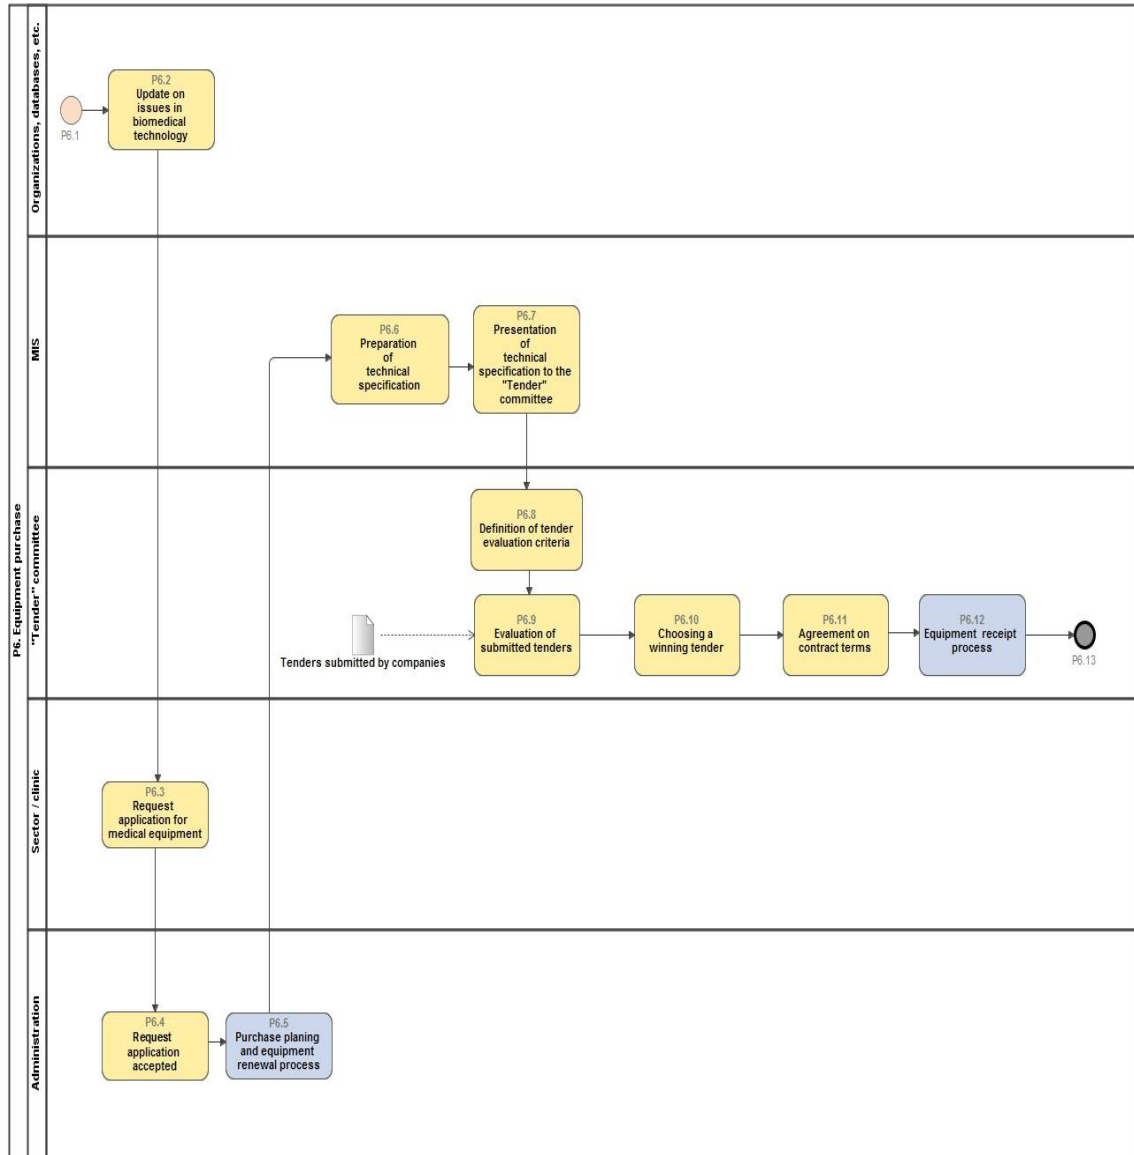 P6. Equipment purchase
Organizations, databases, etc.
P6.1
P6.2
Update on
issues in
biomedical
technology
MIS
P6.6
Preparation
of
technical
specification
P6.7
Presentation
of
technical
specification to the
"Tender"
committee
"Tender" committee
P6.8
Definition of tender
evaluation criteria
Tenders submitted by companies
P6.9
Evaluation of
submitted tenders
P6.10
Choosing a
winning tender
P6.11
Agreement on
contract terms
P6.12
Equipment receipt
process
P6.13
Sector / clinic
P6.3
Request
application for
medical equipment
Administration
P6.4
Request
application
accepted
P6.5
Purchase planing
and equipment
renewal process